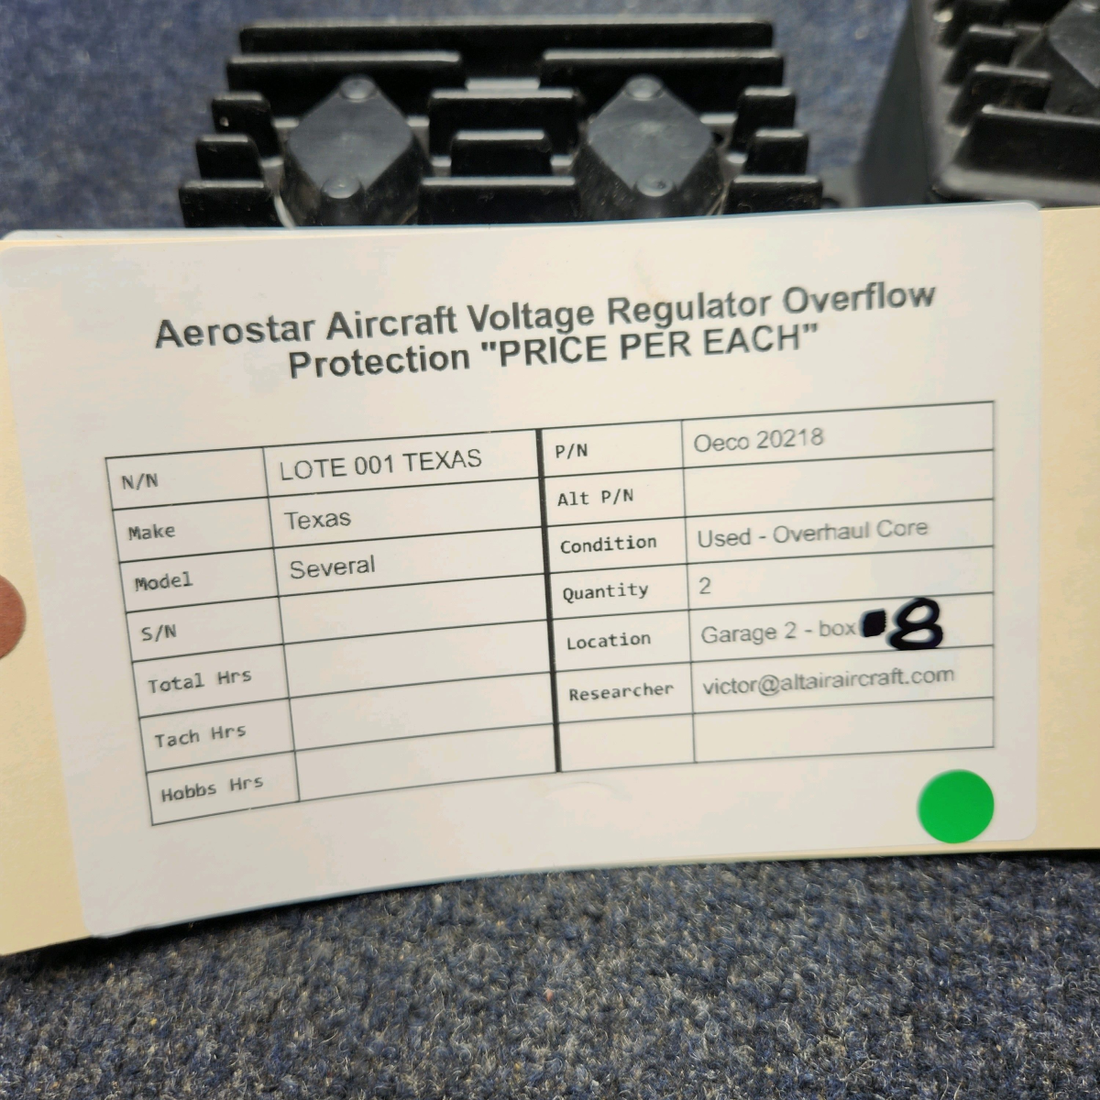 Aerostar Aircraft Voltage Regulator Overflow
Protection "PRICE PER EACH"
N/N LOTE 001 TEXAS
Make Texas
Model Several
S/N
Total Hrs
Tach Hrs
Hobbs Hrs
P/N Oeco 20218
Alt P/N
Condition Used - Overhaul Core
Quantity 2
Location Garage 2 - box 8
Researcher victor@altairaircraft.com